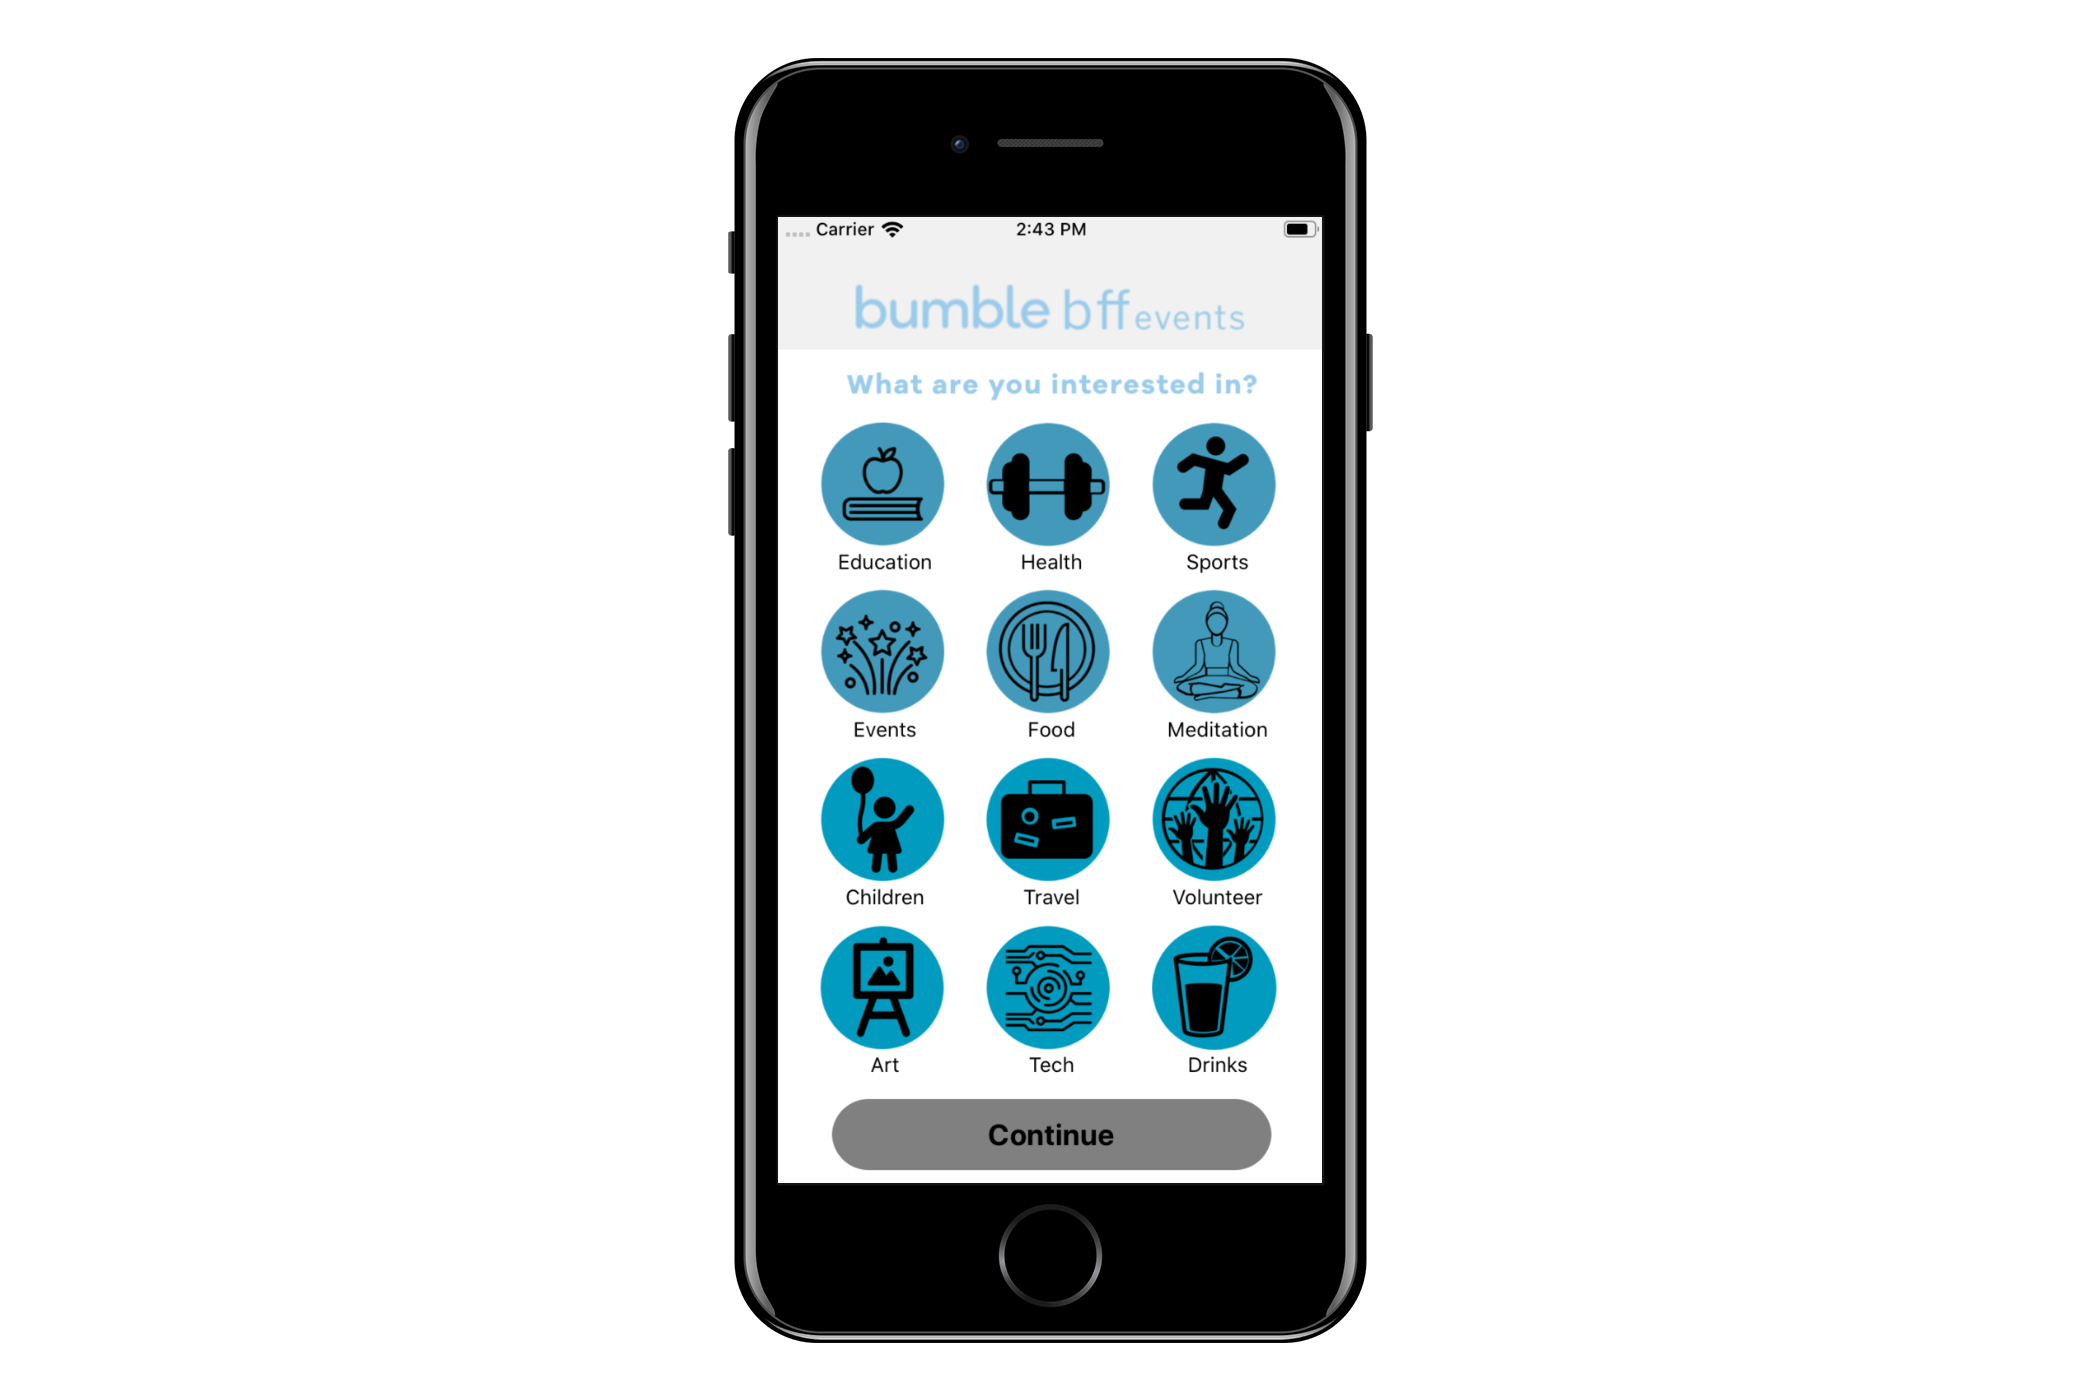 Carrier 2:43 PM
bumble bff events
What are you interested in?
Education Health Sports
Events Food Meditation
Children Travel Volunteer
Art Tech Drinks
Continue